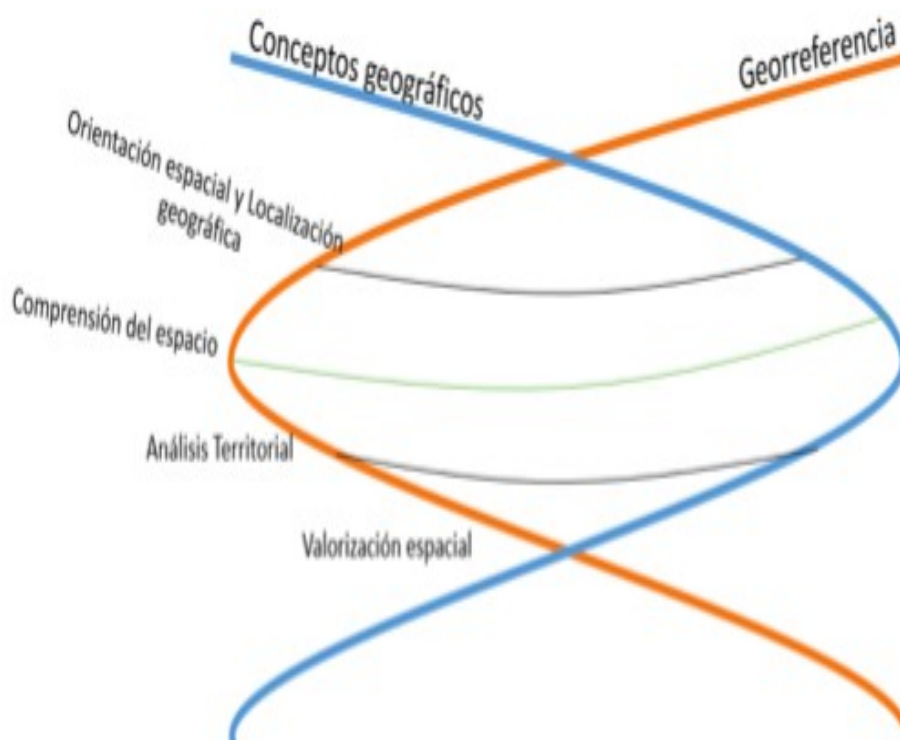 Conceptos geográficos
Georreferencia
Orientación espacial y Localización
geográfica
Comprensión del espacio
Análisis Territorial
Valorización espacial